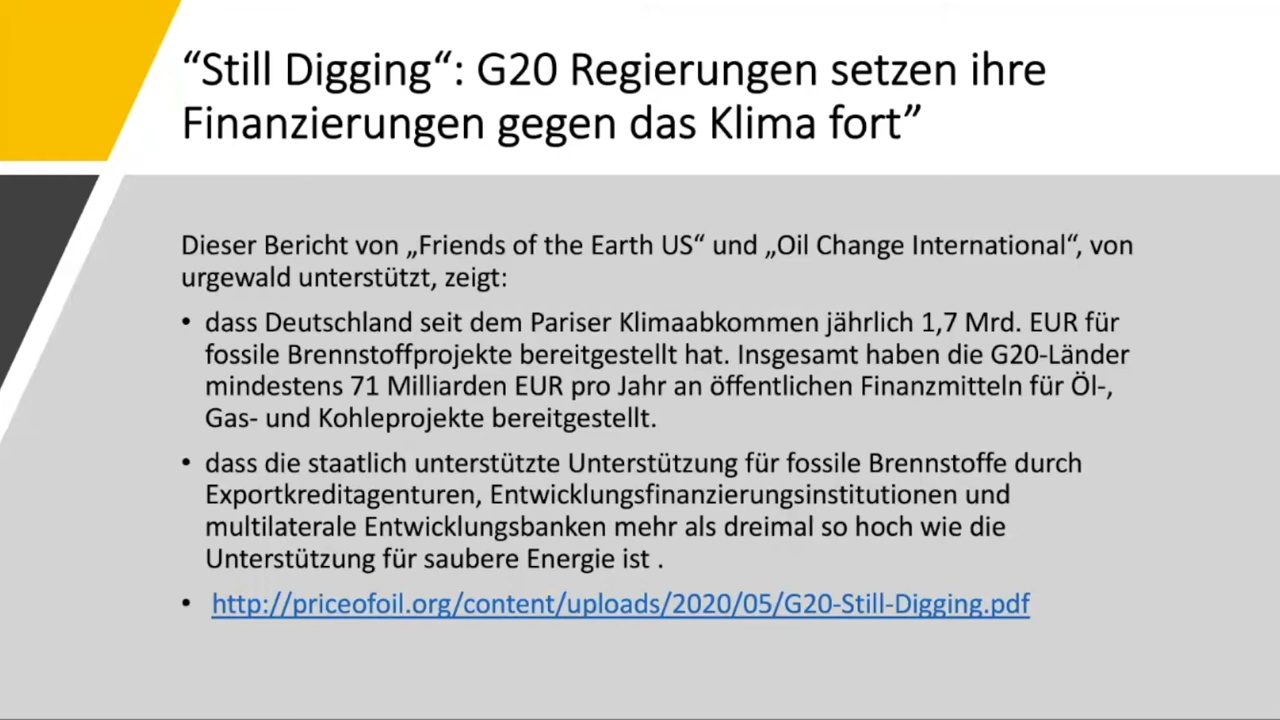 “Still Digging“: G20 Regierungen setzen ihre
Finanzierungen gegen das Klima fort”
Dieser Bericht von „Friends of the Earth US“ und „Oil Change International“, von
urgewald unterstützt, zeigt:
• dass Deutschland seit dem Pariser Klimaabkommen jährlich 1,7 Mrd. EUR für
fossile Brennstoffprojekte bereitgestellt hat. Insgesamt haben die G20-Länder
mindestens 71 Milliarden EUR pro Jahr an öffentlichen Finanzmitteln für Öl-,
Gas- und Kohleprojekte bereitgestellt.
• dass die staatlich unterstützte Unterstützung für fossile Brennstoffe durch
Exportkreditagenturen, Entwicklungsfinanzierungsinstitutionen und
multilaterale Entwicklungsbanken mehr als dreimal so hoch wie die
Unterstützung für saubere Energie ist .
• http://priceofoil.org/content/uploads/2020/05/G20-Still-Digging.pdf